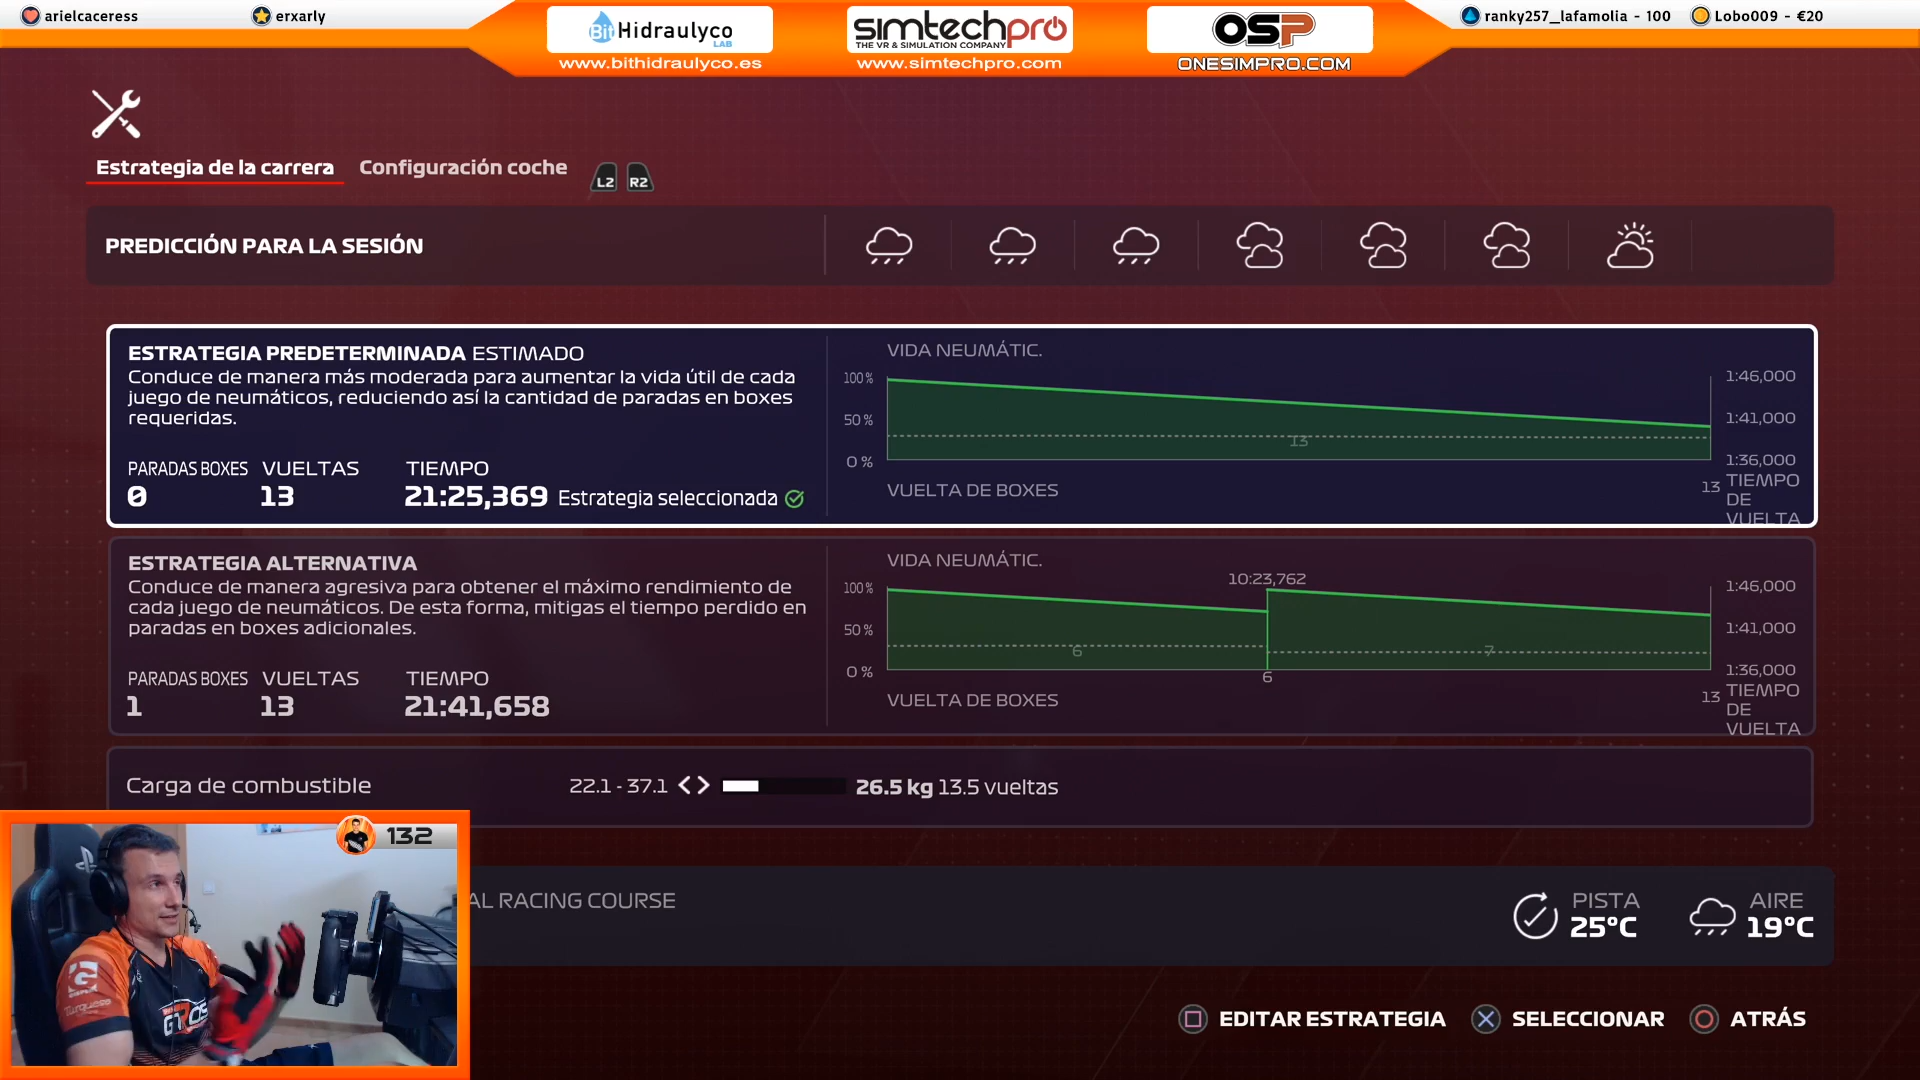 arielcaceress
erxarly
BitHidraulyco
LAB
www.bithidraulyco.es
simtechpro
THE VR & SIMULATION COMPANY
www.simtechpro.com
OSP
ONESIMPRO.COM
ranky257_lafamolia - 100
Lobo009 - €20
Estrategia de la carrera
Configuración coche
L2
R2
PREDICCIÓN PARA LA SESIÓN
ESTRATEGIA PREDETERMINADA ESTIMADO
Conduce de manera más moderada para aumentar la vida útil de cada
juego de neumáticos, reduciendo así la cantidad de paradas en boxes
requeridas.
PARADAS BOXES VUELTAS TIEMPO
0 13 21:25,369 Estrategia seleccionada
VIDA NEUMÁTIC.
100%
50%
0%
13
VUELTA DE BOXES
13
1:46,000
1:41,000
1:36,000
TIEMPO
DE
VUELTA
ESTRATEGIA ALTERNATIVA
Conduce de manera agresiva para obtener el máximo rendimiento de
cada juego de neumáticos. De esta forma, mitigas el tiempo perdido en
paradas en boxes adicionales.
PARADAS BOXES VUELTAS TIEMPO
1 13 21:41,658
VIDA NEUMÁTIC.
10:23,762
100%
50%
0%
6
7
6
VUELTA DE BOXES
13
1:46,000
1:41,000
1:36,000
TIEMPO
DE
VUELTA
Carga de combustible
22.1 - 37.1
26.5 kg 13.5 vueltas
132
AL RACING COURSE
PISTA
25°C
AIRE
19°C
EDITAR ESTRATEGIA
SELECCIONAR
ATRÁS